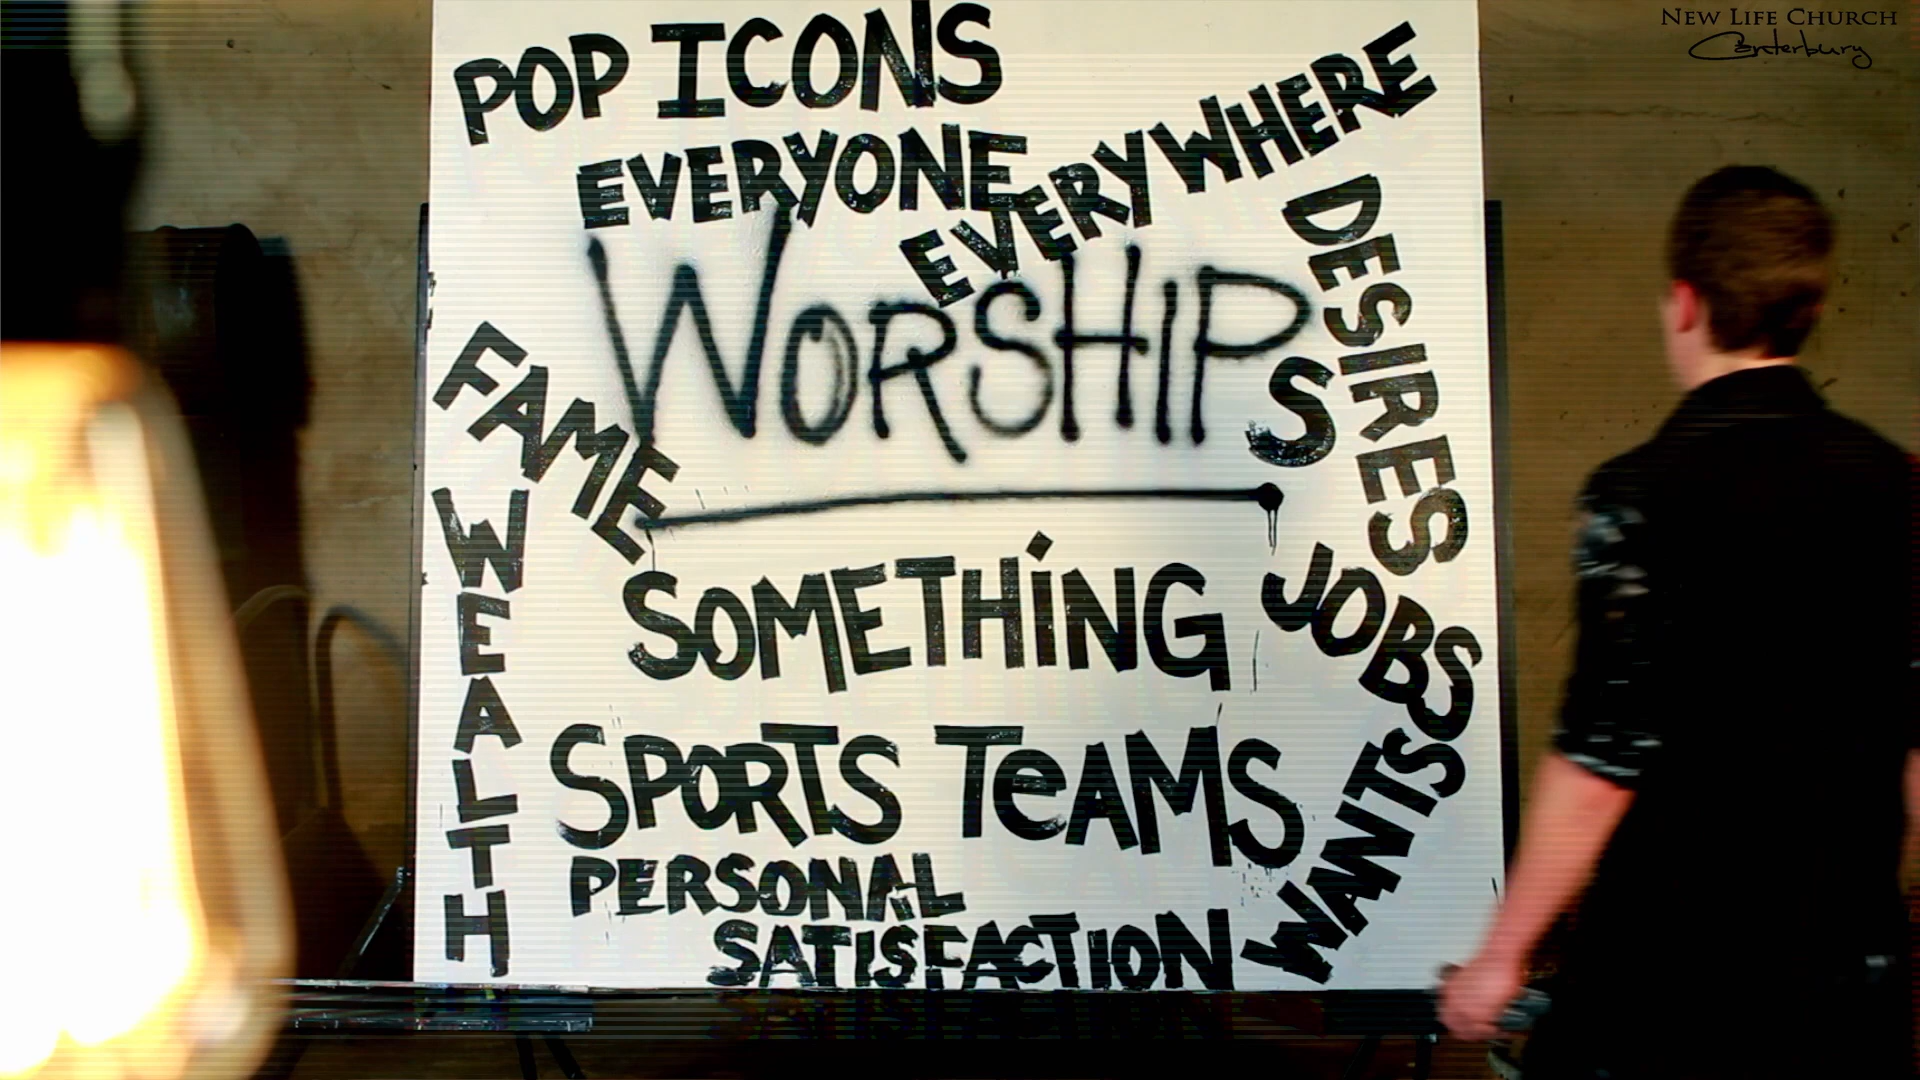 New Life Church
Canterbury
POP ICONS
EVERYONE
EVERYWHERE
WORSHIPS
DESIRES
FAME
WEALTH
SOMETHING
JOBS
SPORTS TeAMS
WANTS
PERSONAL
SATISFACTION